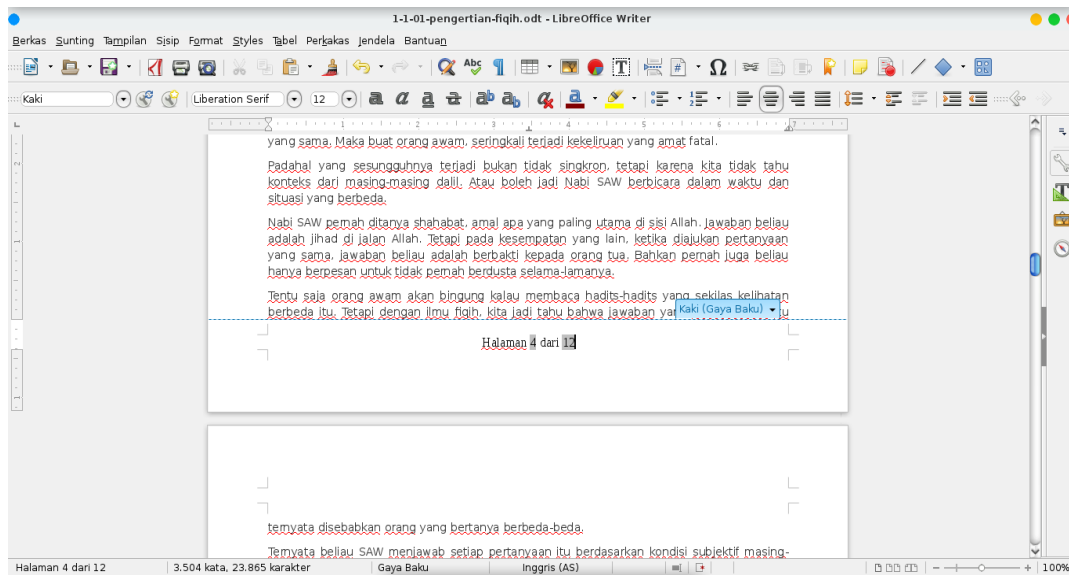 1-1-01-pengertian-fiqih.odt - LibreOffice Writer
Berkas Sunting Tampilan Sisip Format Styles Tabel Perkakas Jendela Bantuan
Kaki Liberation Serif 12
yang sama. Maka buat orang awam, seringkali terjadi kekeliruan yang amat fatal.
Padahal yang sesungguhnya terjadi bukan tidak singkron, tetapi karena kita tidak tahu
konteks dari masing-masing dalil. Atau boleh jadi Nabi SAW berbicara dalam waktu dan
situasi yang berbeda.
Nabi SAW pernah ditanya shahabat, amal apa yang paling utama di sisi Allah. Jawaban beliau
adalah jihad di jalan Allah. Tetapi pada kesempatan yang lain, ketika diajukan pertanyaan
yang sama, jawaban beliau adalah berbakti kepada orang tua. Bahkan pernah juga beliau
hanya berpesan untuk tidak pernah berdusta selama-lamanya.
Tentu saja orang awam akan bingung kalau membaca hadits-hadits yang sekilas kelihatan
berbeda itu. Tetapi dengan ilmu fiqih, kita jadi tahu bahwa jawaban
Kaki (Gaya Baku)
Halaman 4 dari 12
ternyata disebabkan orang yang bertanya berbeda-beda.
Ternyata beliau SAW menjawab setiap pertanyaan itu berdasarkan kondisi subjektif masing-
Halaman 4 dari 12 3.504 kata, 23.865 karakter Gaya Baku Inggris (AS) 100%